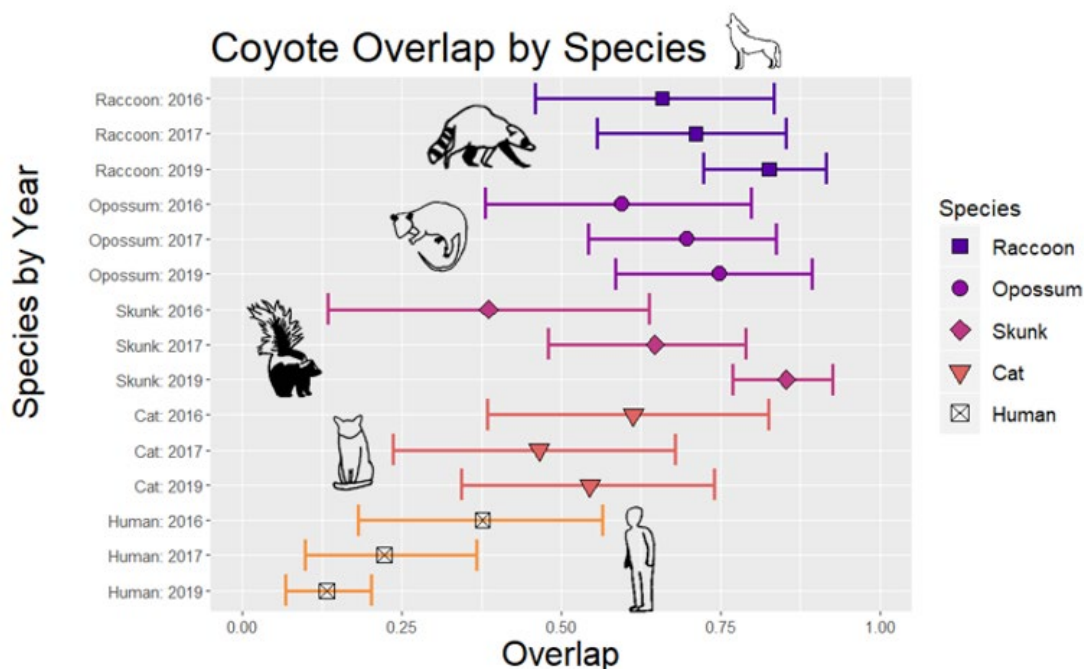 Coyote Overlap by Species
Species by Year
Raccoon: 2016
Raccoon: 2017
Raccoon: 2019
Opossum: 2016
Opossum: 2017
Opossum: 2019
Skunk: 2016
Skunk: 2017
Skunk: 2019
Cat: 2016
Cat: 2017
Cat: 2019
Human: 2016
Human: 2017
Human: 2019
0.00 0.25 0.50 0.75 1.00
Overlap
Species
Raccoon
Opossum
Skunk
Cat
Human